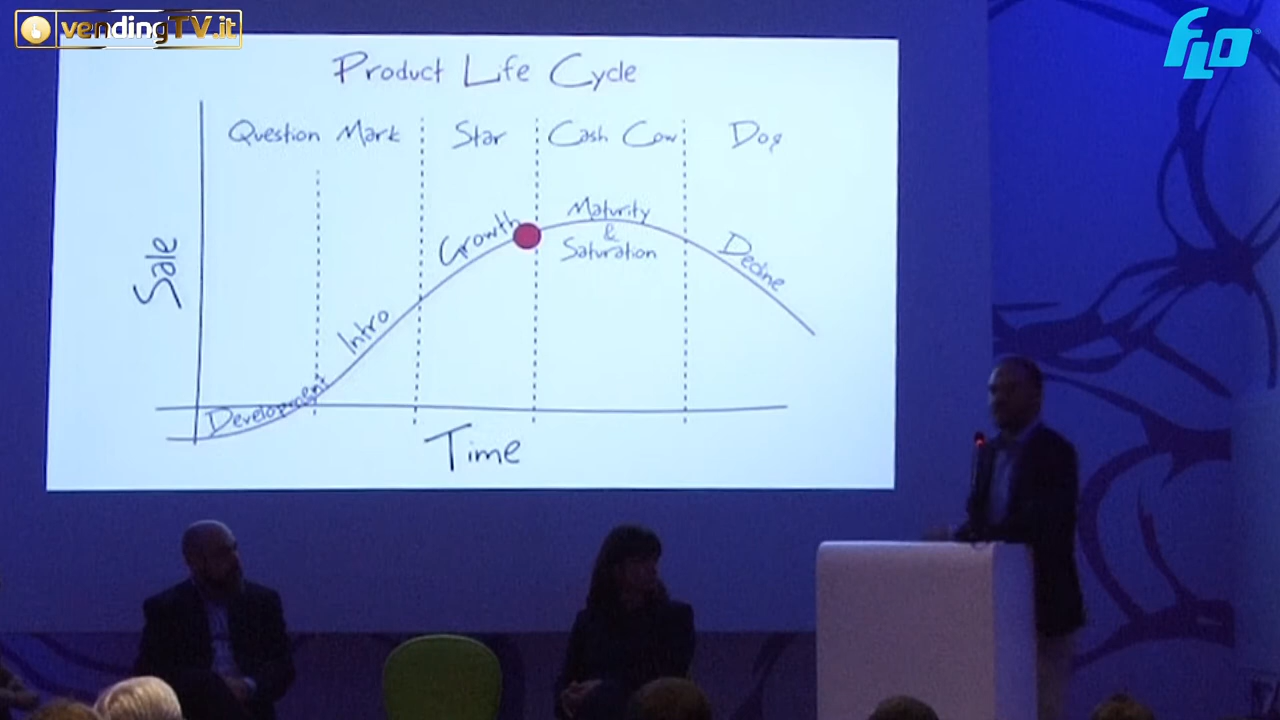 vendingTV.it
FLO
Product Life Cycle
Question Mark Star Cash Cow Dog
Sale
Development
Intro
Growth
Maturity
&
Saturation
Decline
Time